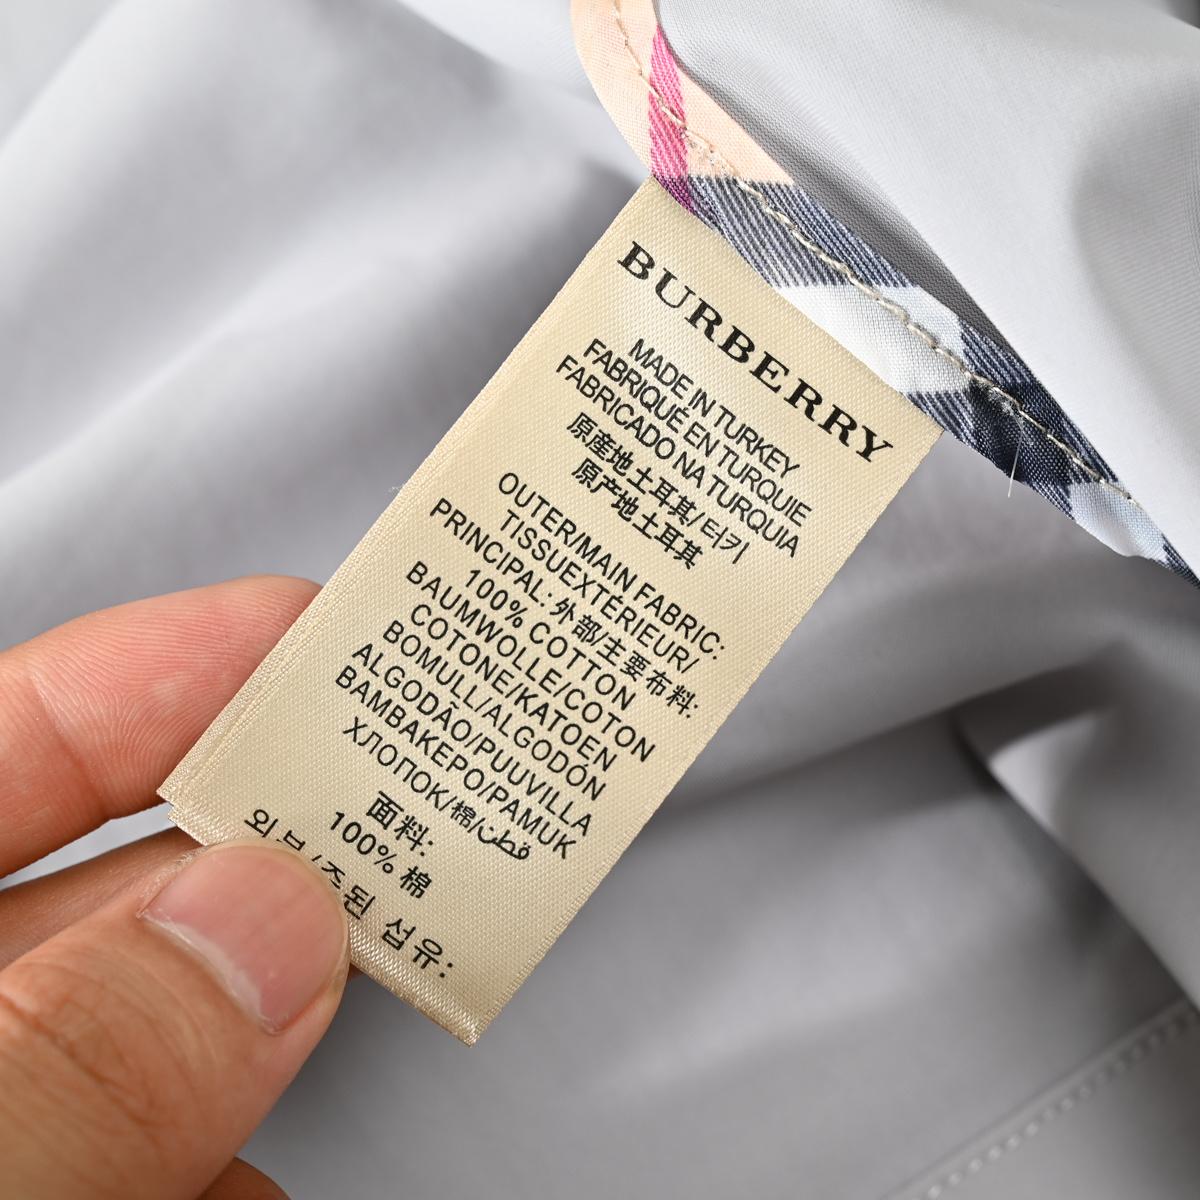 BURBERRY
MADE IN TURKEY
FABRIQUÉ EN TURQUIE
FABRICADO NA TURQUIA
原産地土耳其/터키
原产地土耳其
OUTER/MAIN FABRIC:
TISSUEXTÉRIEUR/
PRINCIPAL: 外部/主要布料:
100% COTTON
BAUMWOLLE/COTON
COTONE/KATOEN
BOMULL/ALGODÓN
ALGODÃO/PUUVILLA
ΒΑΜΒΑΚΕΡΟ/PAMUK
ХЛОПОК/棉/قطن
面料:
100% 棉
외부/주된 섬유: